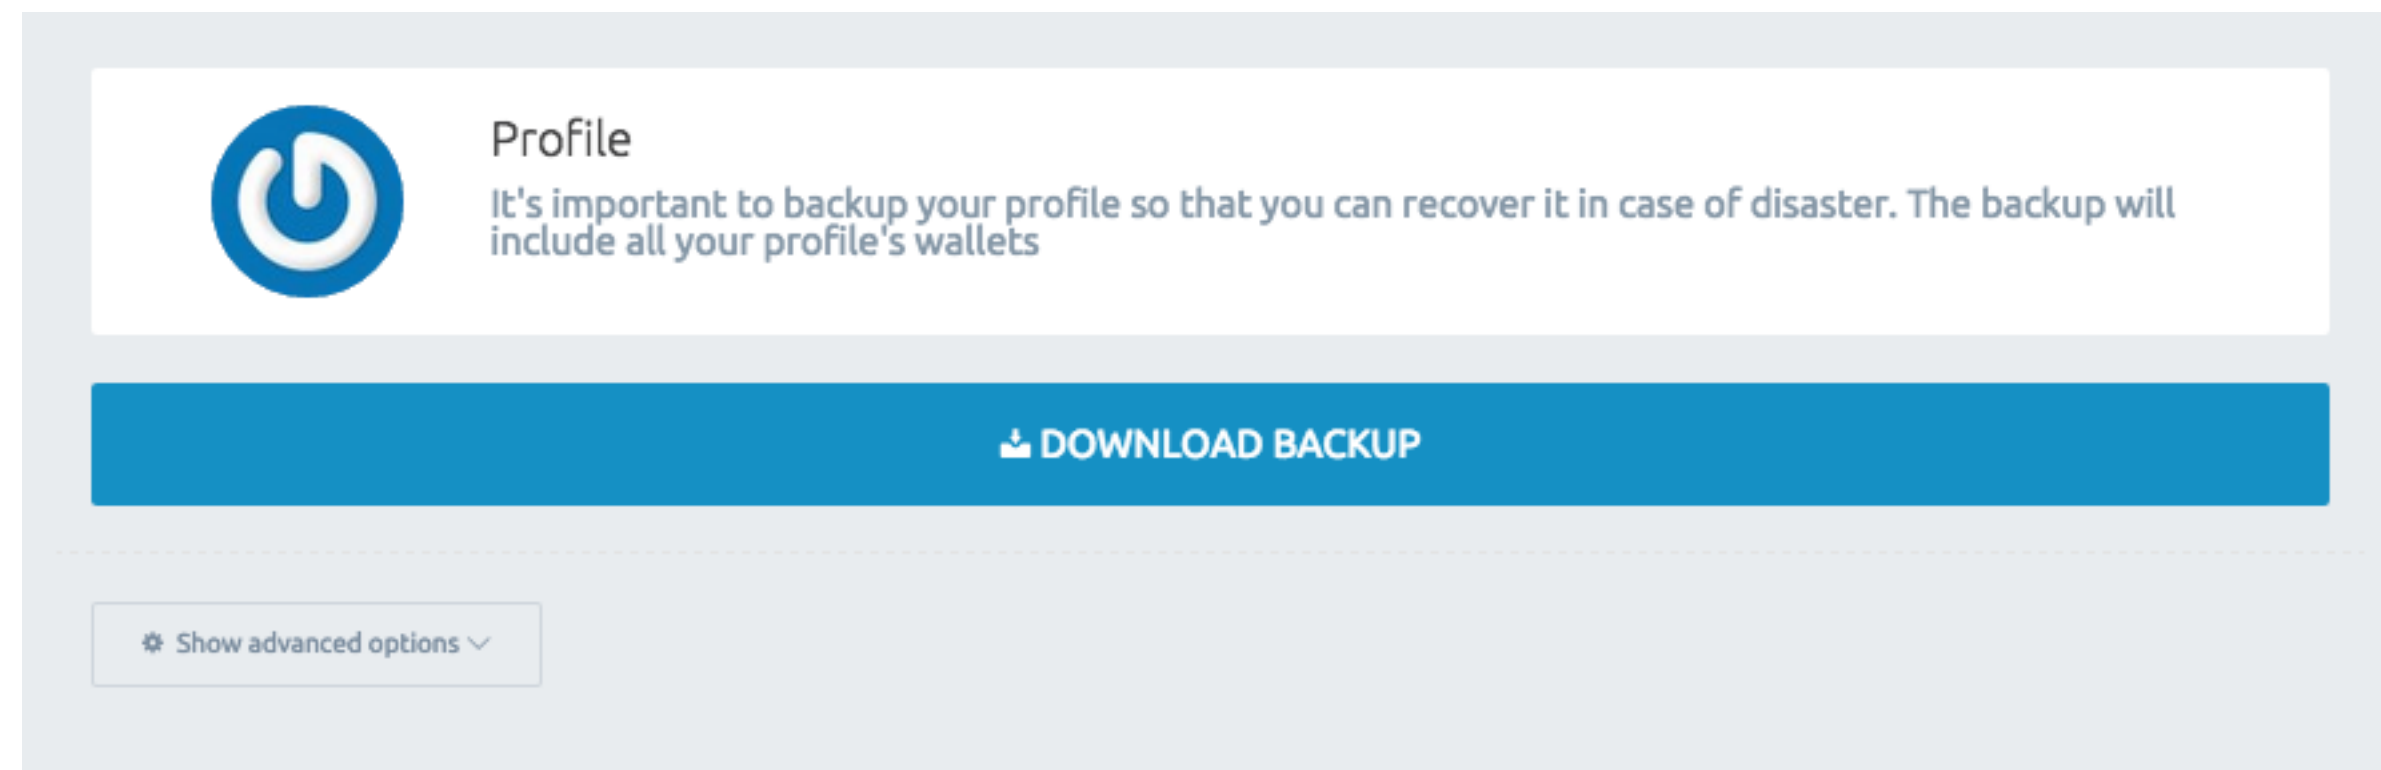 Profile
It's important to backup your profile so that you can recover it in case of disaster. The backup will
include all your profile's wallets
DOWNLOAD BACKUP
Show advanced options